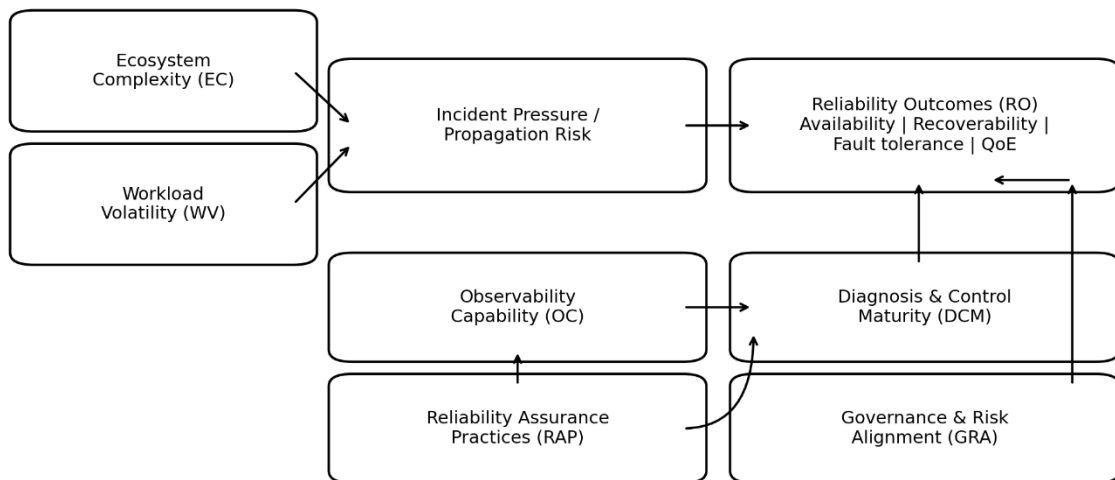 Ecosystem
Complexity (EC)
Workload
Volatility (WV)
Incident Pressure /
Propagation Risk
Reliability Outcomes (RO)
Availability | Recoverability |
Fault tolerance | QoE
Observability
Capability (OC)
Diagnosis & Control
Maturity (DCM)
Reliability Assurance
Practices (RAP)
Governance & Risk
Alignment (GRA)